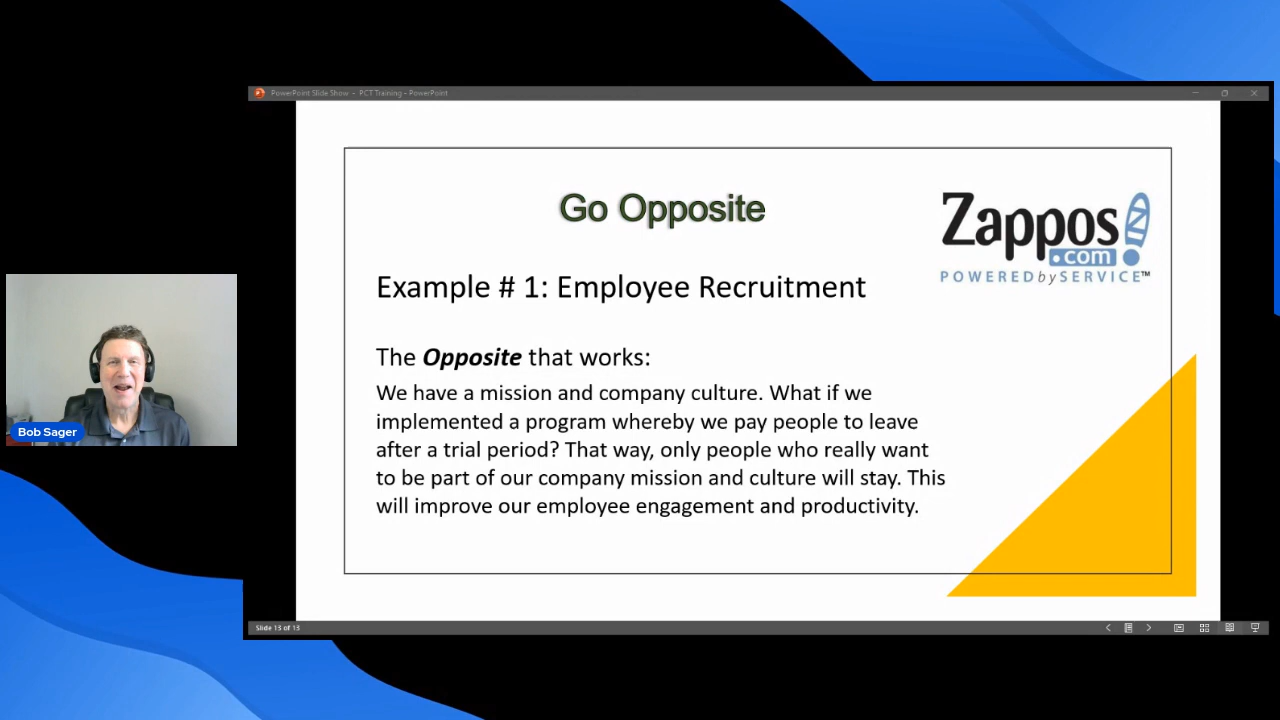 PowerPoint Slide Show - PCT Training - PowerPoint
Go Opposite
Zappos
.com
POWEREDbySERVICE™
Example # 1: Employee Recruitment
The Opposite that works:
We have a mission and company culture. What if we
implemented a program whereby we pay people to leave
after a trial period? That way, only people who really want
to be part of our company mission and culture will stay. This
will improve our employee engagement and productivity.
Bob Sager
Slide 13 of 13